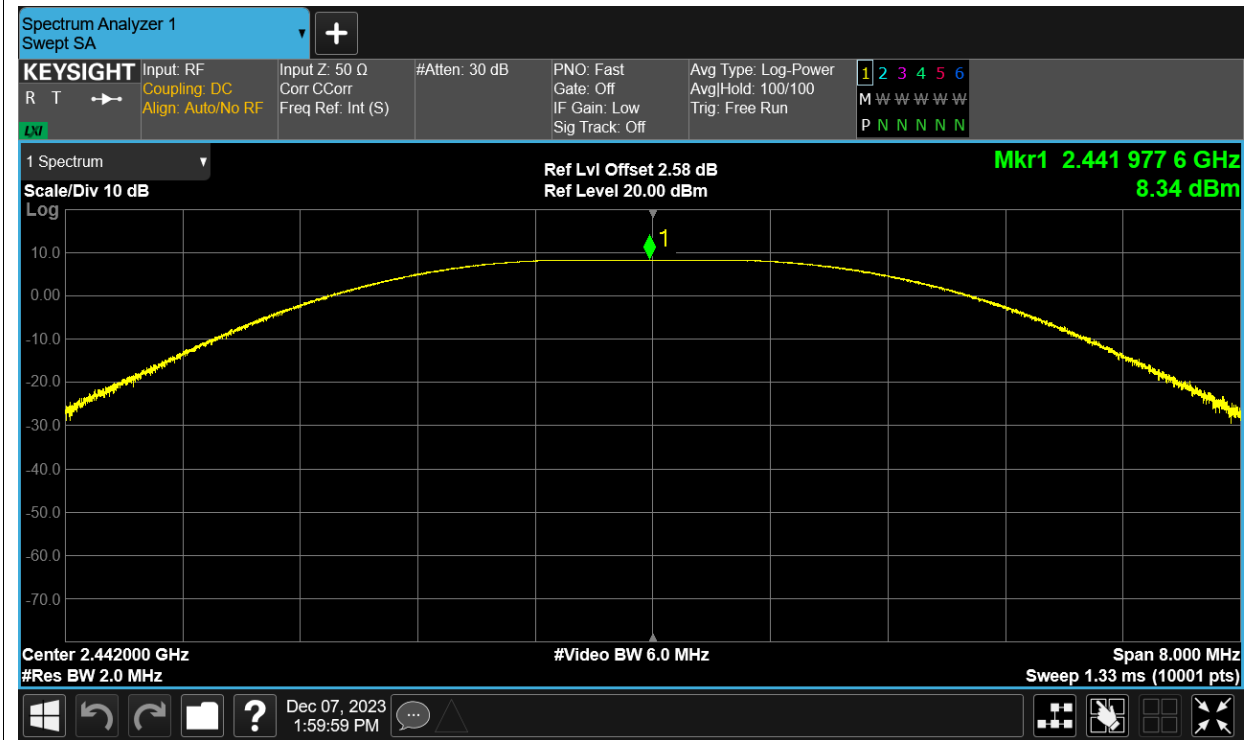 Spectrum Analyzer 1
Swept SA
KEYSIGHT
R T
LXI
Input: RF
Coupling: DC
Align: Auto/No RF
Input Z: 50 Ω
Corr CCorr
Freq Ref: Int (S)
#Atten: 30 dB
PNO: Fast
Gate: Off
IF Gain: Low
Sig Track: Off
Avg Type: Log-Power
Avg|Hold: 100/100
Trig: Free Run
1 2 3 4 5 6
M W W W W W
P N N N N N
1 Spectrum
Scale/Div 10 dB
Log
Ref Lvl Offset 2.58 dB
Ref Level 20.00 dBm
Mkr1 2.441 977 6 GHz
8.34 dBm
1
10.0
0.00
-10.0
-20.0
-30.0
-40.0
-50.0
-60.0
-70.0
Center 2.442000 GHz
#Video BW 6.0 MHz
Span 8.000 MHz
#Res BW 2.0 MHz
Sweep 1.33 ms (10001 pts)
?
Dec 07, 2023
1:59:59 PM